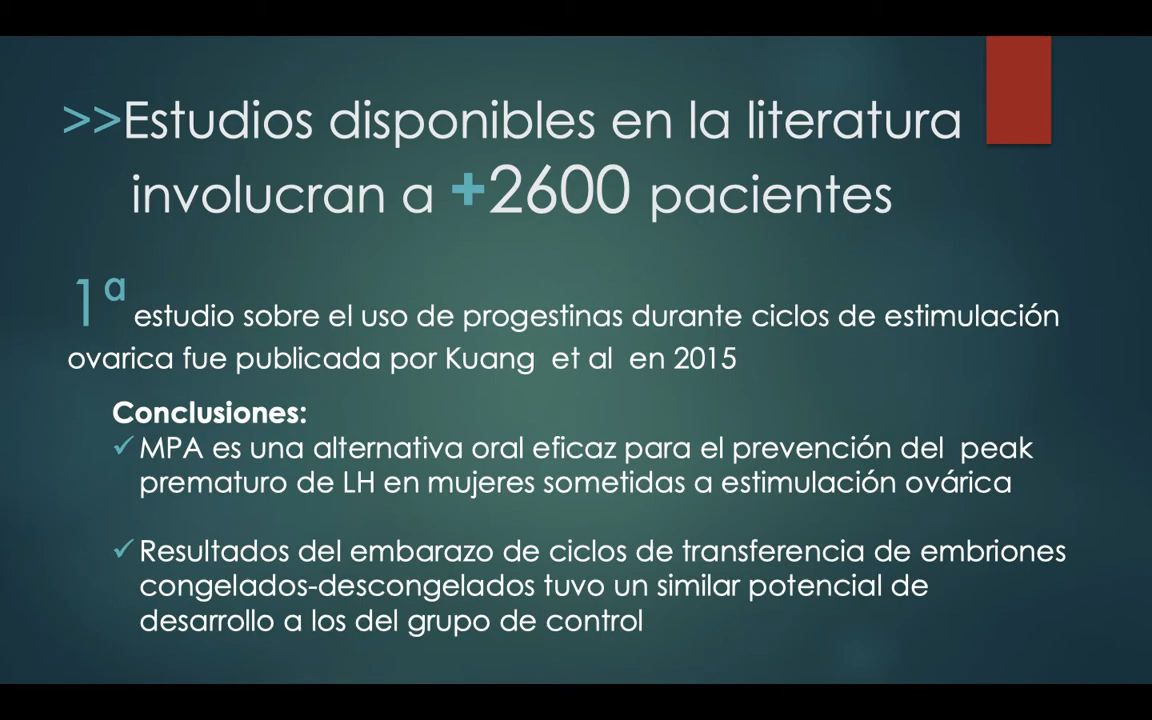 >>Estudios disponibles en la literatura
involucran a +2600 pacientes
1ª estudio sobre el uso de progestinas durante ciclos de estimulación
ovarica fue publicada por Kuang et al en 2015
Conclusiones:
✓MPA es una alternativa oral eficaz para el prevención del peak
prematuro de LH en mujeres sometidas a estimulación ovárica
✓Resultados del embarazo de ciclos de transferencia de embriones
congelados-descongelados tuvo un similar potencial de
desarrollo a los del grupo de control